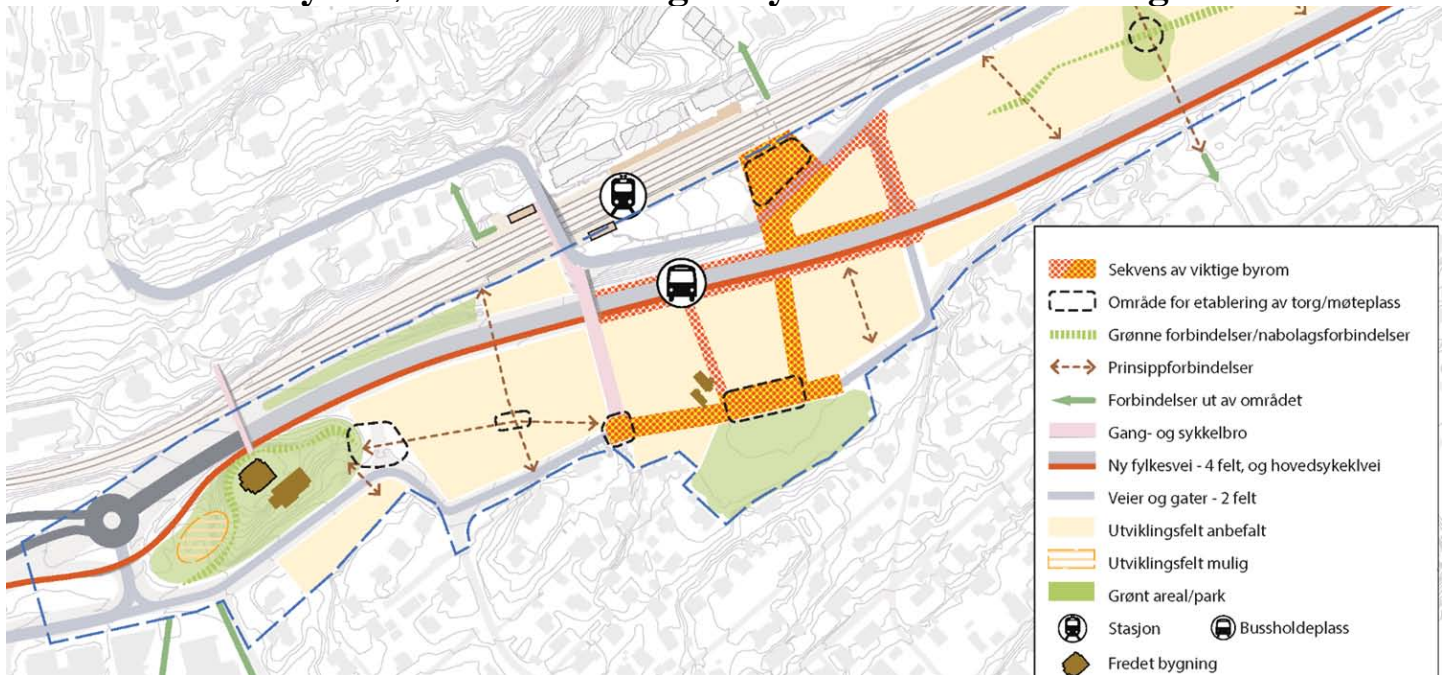 Sekvens av viktige byrom
Område for etablering av torg/møteplass
Grønne forbindelser/nabolagsforbindelser
Prinsippforbindelser
Forbindelser ut av området
Gang- og sykkelbro
Ny fylkesvei - 4 felt, og hovedsykeklvei
Veier og gater - 2 felt
Utviklingsfelt anbefalt
Utviklingsfelt mulig
Grønt areal/park
Stasjon Bussholdeplass
Fredet bygning